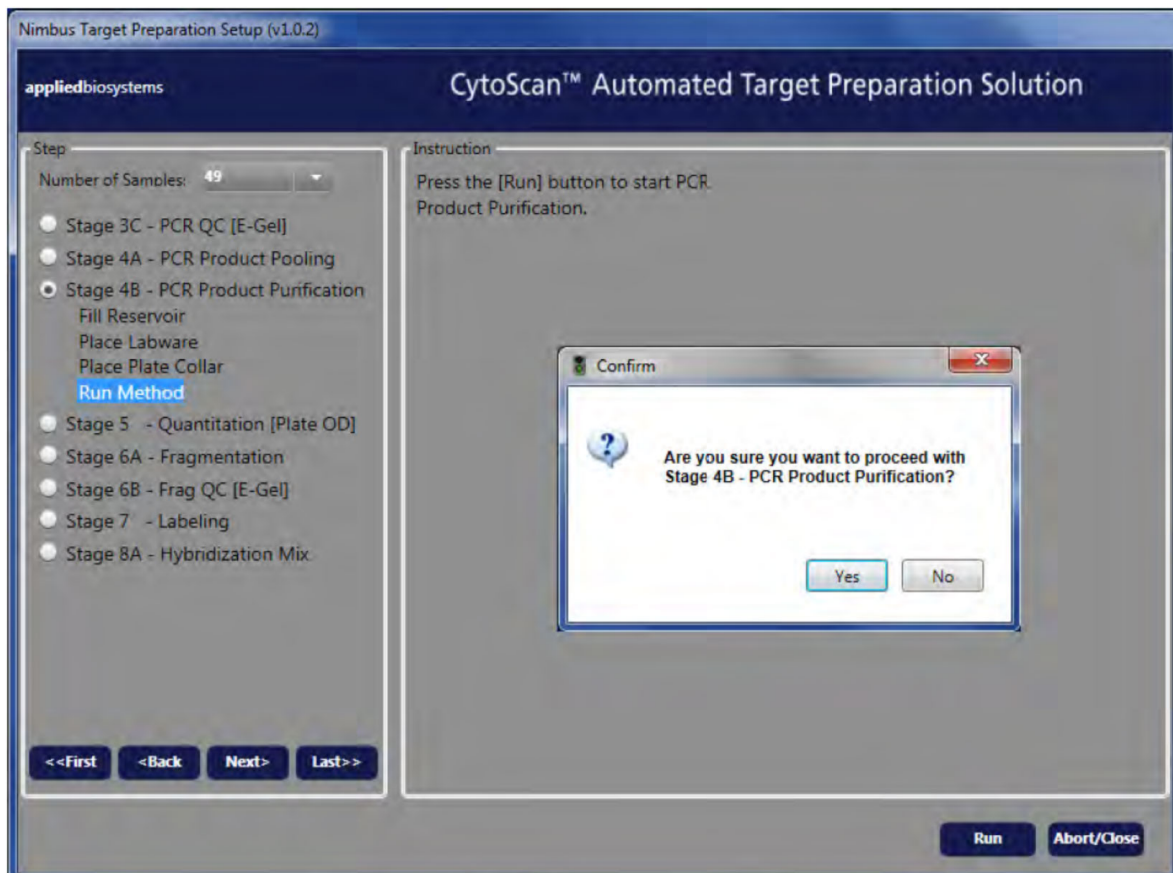 Nimbus Target Preparation Setup (v1.0.2)
appliedbiosystems
CytoScan™ Automated Target Preparation Solution
Step
Number of Samples: 49
Stage 3C - PCR QC [E-Gel]
Stage 4A - PCR Product Pooling
Stage 4B - PCR Product Purification
Fill Reservoir
Place Labware
Place Plate Collar
Run Method
Stage 5 - Quantitation [Plate OD]
Stage 6A - Fragmentation
Stage 6B - Frag QC [E-Gel]
Stage 7 - Labeling
Stage 8A - Hybridization Mix
<<First <Back Next> Last>>
Instruction
Press the [Run] button to start PCR
Product Purification.
Confirm
Are you sure you want to proceed with
Stage 4B - PCR Product Purification?
Yes No
Run Abort/Close